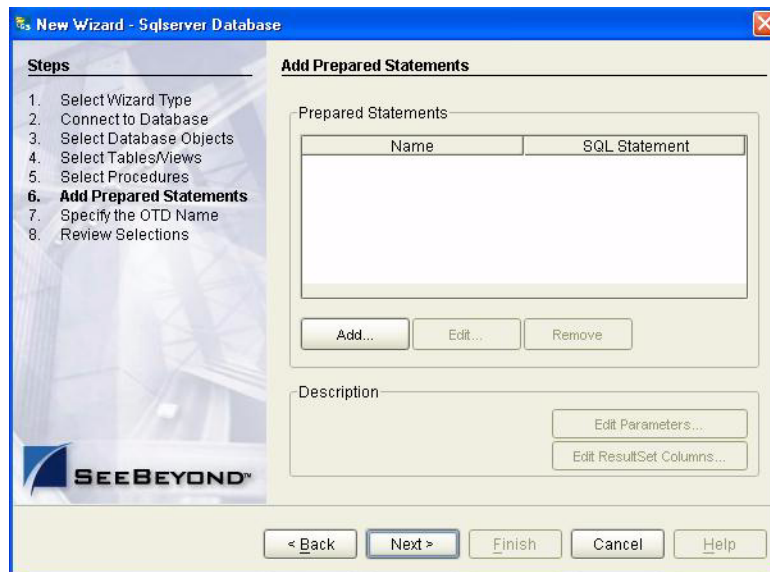 New Wizard - Sqlserver Database
Steps
1. Select Wizard Type
2. Connect to Database
3. Select Database Objects
4. Select Tables/Views
5. Select Procedures
6. Add Prepared Statements
7. Specify the OTD Name
8. Review Selections
SEEBEYOND™
Add Prepared Statements
Prepared Statements
Name SQL Statement
Add... Edit... Remove
Description
Edit Parameters...
Edit ResultSet Columns...
< Back Next > Finish Cancel Help